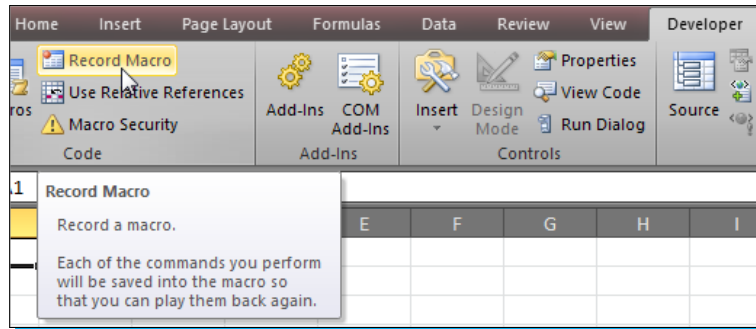 Home Insert Page Layout Formulas Data Review View Developer
Record Macro
Use Relative References
Macro Security
Code
Add-Ins
COM Add-Ins
Add-Ins
Insert
Design Mode
Properties
View Code
Run Dialog
Controls
Source
Record Macro
Record a macro.
Each of the commands you perform
will be saved into the macro so
that you can play them back again.
E F G H I